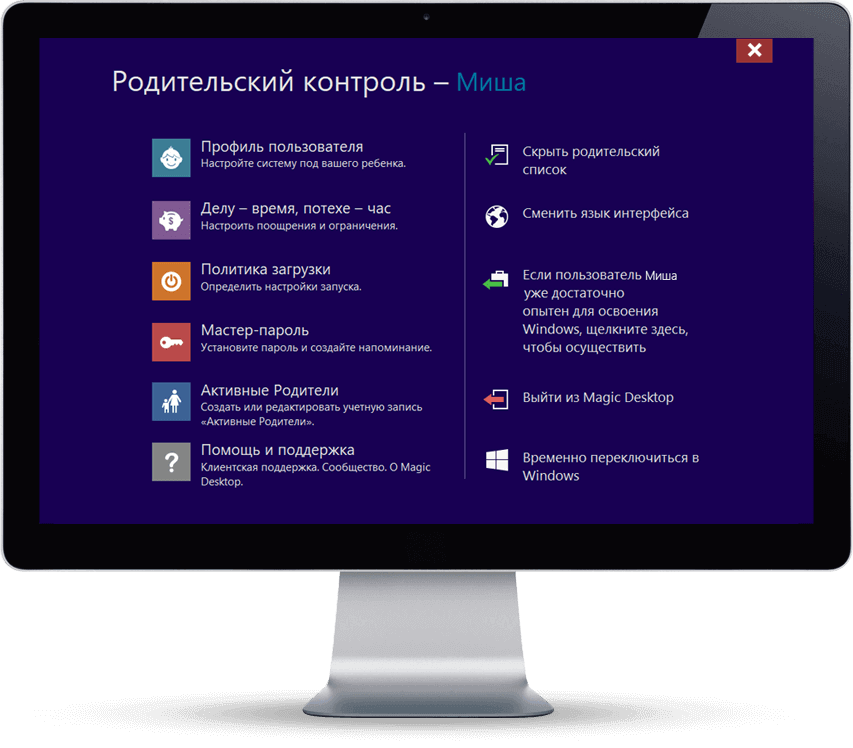 Родительский контроль – Миша
Профиль пользователя
Настройте систему под вашего ребенка.
Делу – время, потехе – час
Настроить поощрения и ограничения.
Политика загрузки
Определить настройки запуска.
Мастер-пароль
Установите пароль и создайте напоминание.
Активные Родители
Создать или редактировать учетную запись
«Активные Родители».
Помощь и поддержка
Клиентская поддержка. Сообщество. О Magic
Desktop.
Скрыть родительский
список
Сменить язык интерфейса
Если пользователь Миша
уже достаточно
опытен для освоения
Windows, щелкните здесь,
чтобы осуществить
Выйти из Magic Desktop
Временно переключиться в
Windows